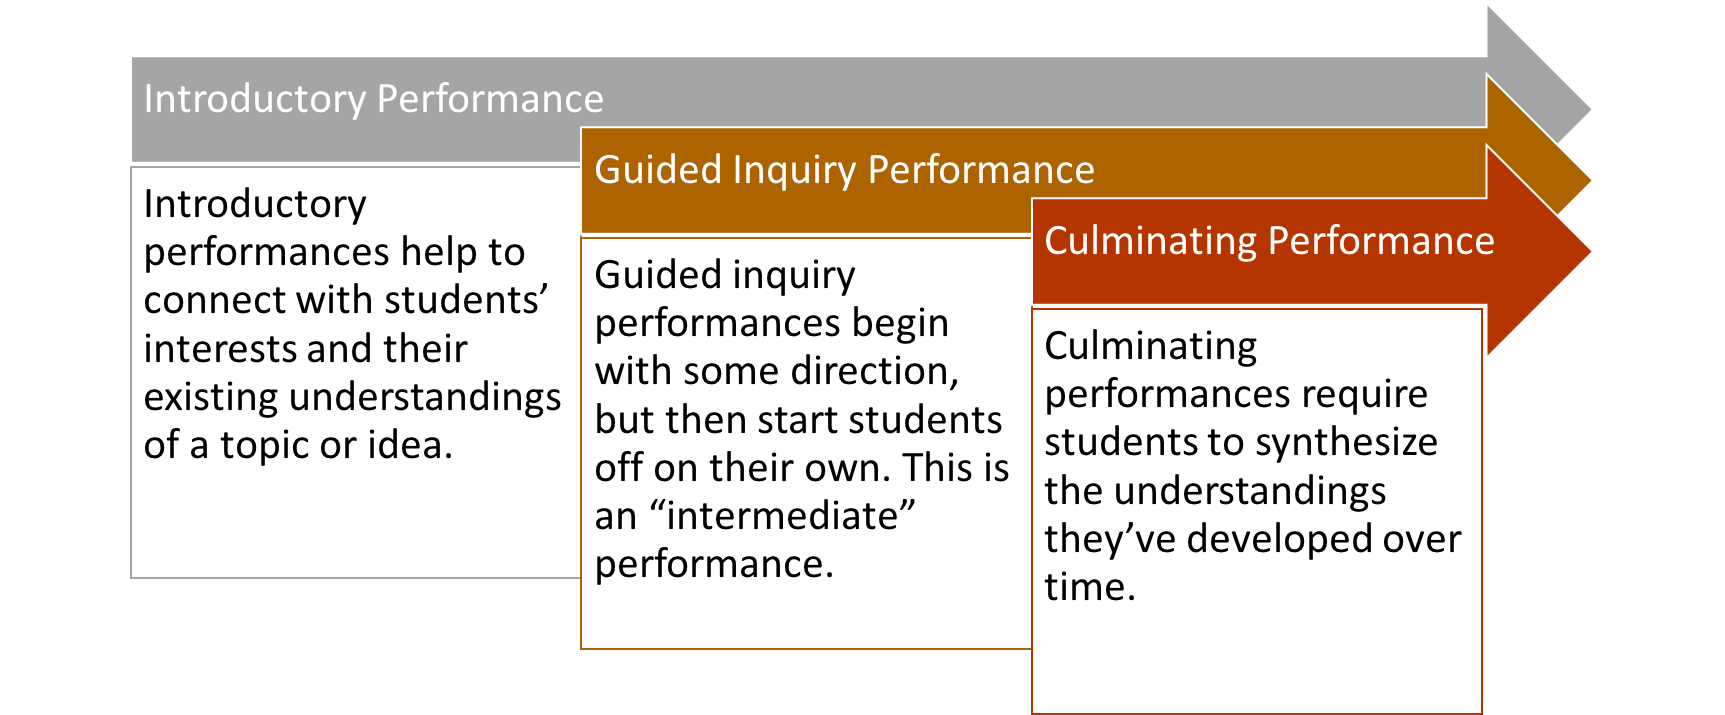 Introductory Performance
Introductory
performances help to
connect with students’
interests and their
existing understandings
of a topic or idea.
Guided Inquiry Performance
Guided inquiry
performances begin
with some direction,
but then start students
off on their own. This is
an “intermediate”
performance.
Culminating Performance
Culminating
performances require
students to synthesize
the understandings
they’ve developed over
time.